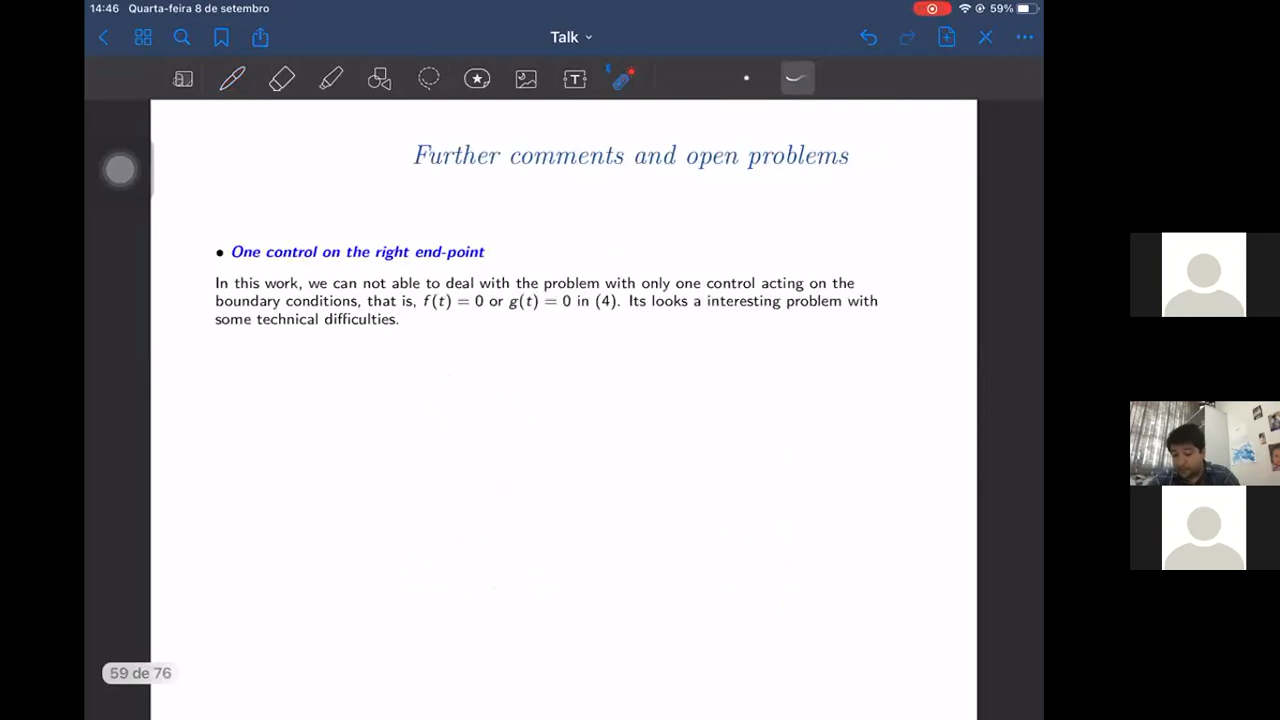 14:46 Quarta-feira 8 de setembro
59%
Talk
T
Further comments and open problems
• One control on the right end-point
In this work, we can not able to deal with the problem with only one control acting on the
boundary conditions, that is, f(t) = 0 or g(t) = 0 in (4). Its looks a interesting problem with
some technical difficulties.
59 de 76